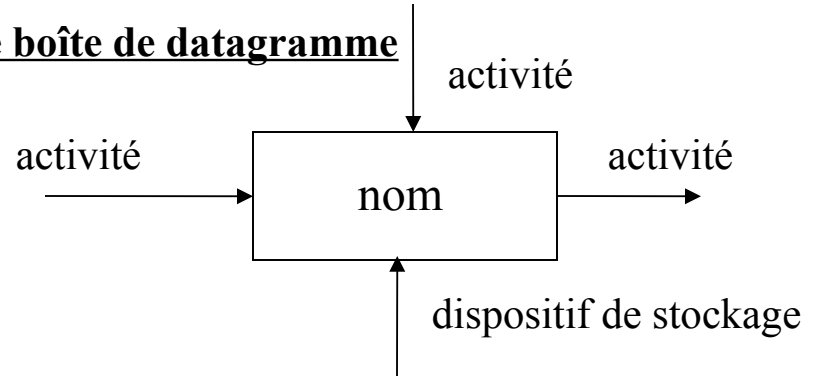 boîte de datagramme
activité
activité
activité
nom
dispositif de stockage